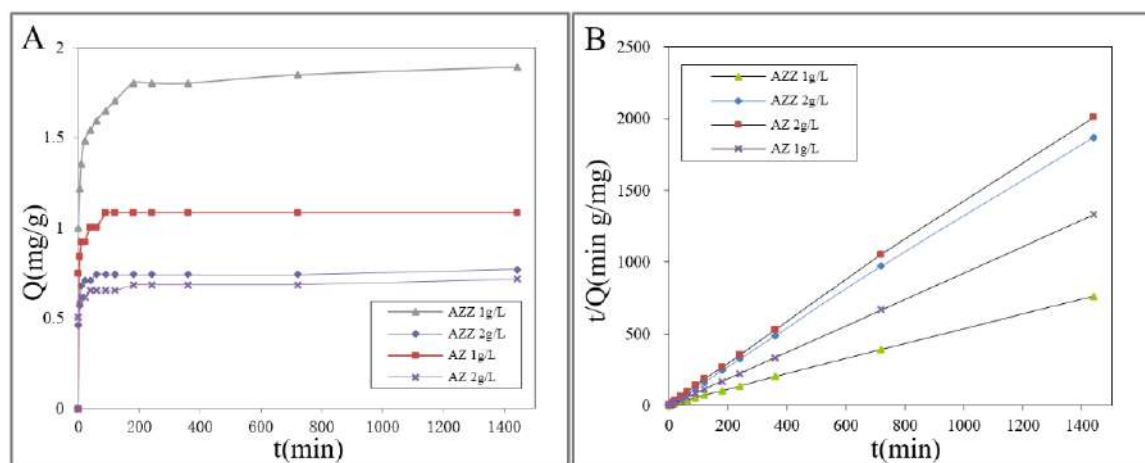 A
Q(mg/g)
2
1.5
1
0.5
0
0 200 400 600 800 1000 1200 1400
t(min)
AZZ 1g/L
AZZ 2g/L
AZ 1g/L
AZ 2g/L
B
t/Q(min g/mg)
2500
2000
1500
1000
500
0
0 200 400 600 800 1000 1200 1400
t(min)
AZZ 1g/L
AZZ 2g/L
AZ 2g/L
AZ 1g/L